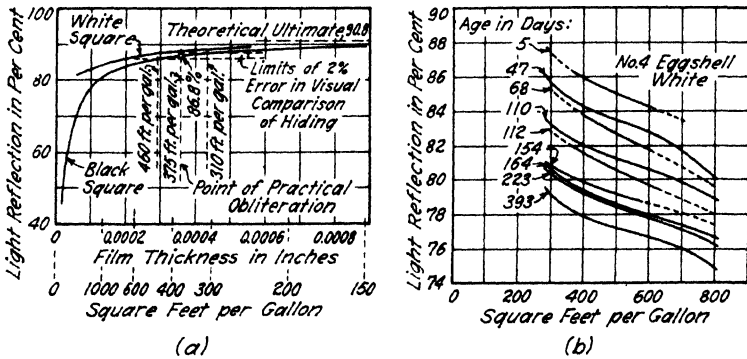 Light Reflection in Per Cent
100
80
60
40
White Square
Theoretical Ultimate 90.8
Limits of 2%
Error in Visual
Comparison
of Hiding
460 ft. per gal.
375 ft. per gal.
86.8%
310 ft. per gal.
Black Square
Point of Practical
Obliteration
0 0.0002 0.0004 0.0006 0.0008
Film Thickness in Inches
0 1000 600 400 300 200 150
Square Feet per Gallon
(a)
Light Reflection in Per Cent
90
88
86
84
82
80
78
76
74
Age in Days:
5
47
68
110
112
154
164
223
393
No.4 Eggshell
White
0 200 400 600 800
Square Feet per Gallon
(b)